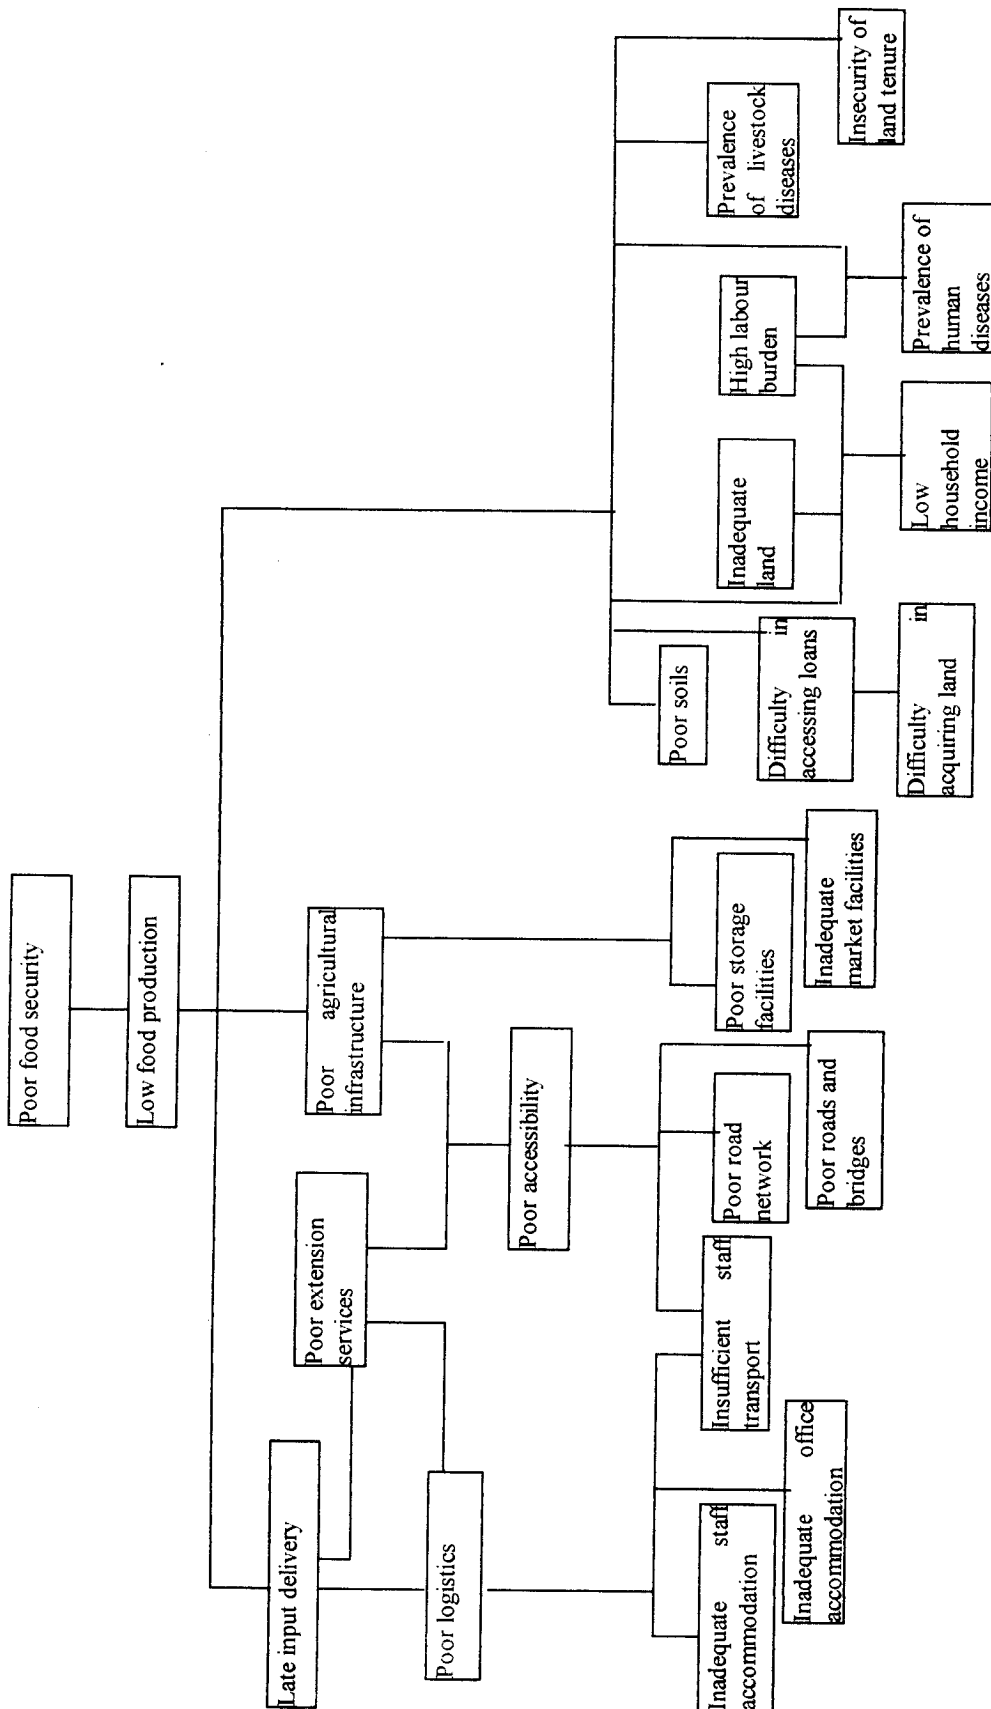 Poor food security
Low food production
Late input delivery
Poor extension
services
Poor agricultural
infrastructure
Poor logistics
Poor accessibility
Inadequate staff
accommodation
Inadequate office
accommodation
Insufficient staff
transport
Poor road
network
Poor roads and
bridges
Poor storage
facilities
Inadequate
market facilities
Poor soils
Difficulty in
accessing loans
Difficulty in
acquiring land
Inadequate
land
High labour
burden
Low
household
income
Prevalence of
human
diseases
Prevalence
of livestock
diseases
Insecurity of
land tenure